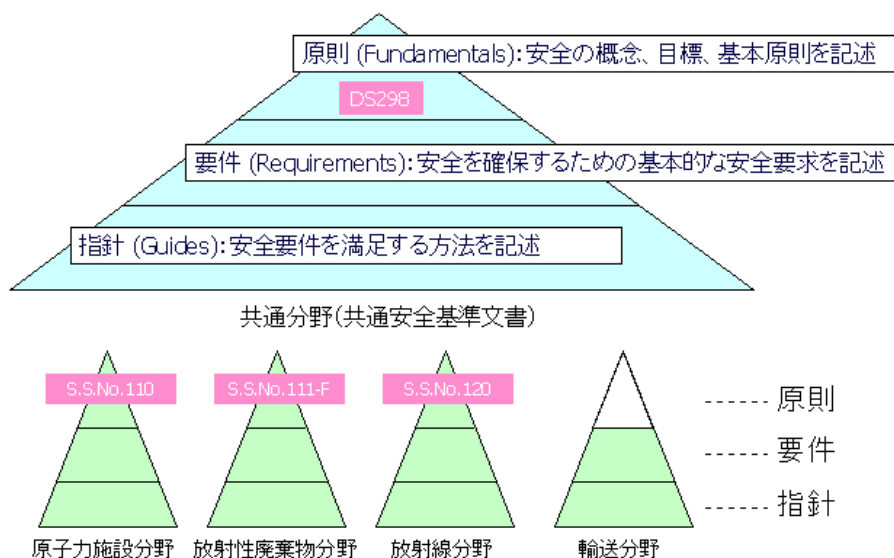 原則 (Fundamentals):安全の概念、目標、基本原則を記述
DS298
要件 (Requirements):安全を確保するための基本的な安全要求を記述
指針 (Guides):安全要件を満足する方法を記述
共通分野(共通安全基準文書)
S.S.No.110 S.S.No.111-F S.S.No.120
------ 原則
------ 要件
------ 指針
原子力施設分野 放射性廃棄物分野 放射線分野 輸送分野